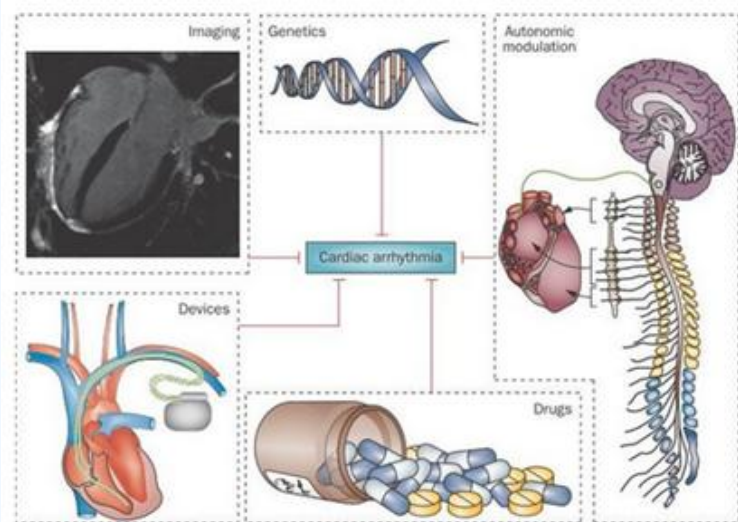 Imaging
Genetics
Autonomic
modulation
Cardiac arrhythmia
Devices
Drugs